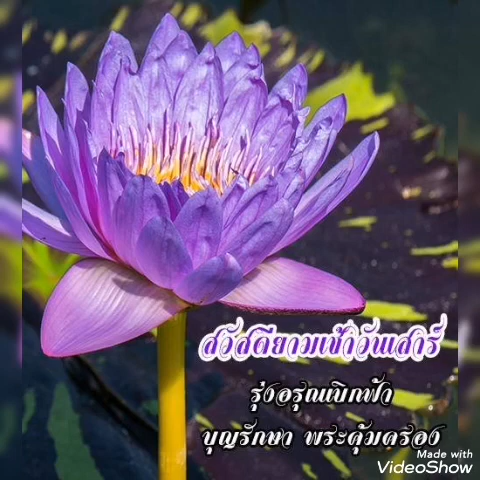 สวัสดียามเช้าวันเสาร์
รุ่งอรุณเบิกฟ้า
บุญรักษา พระคุ้มครอง
Made with
VideoShow